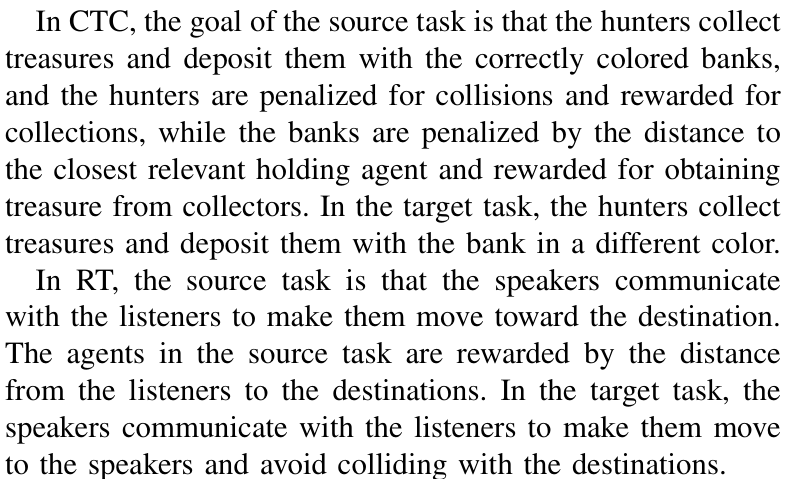 In CTC, the goal of the source task is that the hunters collect
treasures and deposit them with the correctly colored banks,
and the hunters are penalized for collisions and rewarded for
collections, while the banks are penalized by the distance to
the closest relevant holding agent and rewarded for obtaining
treasure from collectors. In the target task, the hunters collect
treasures and deposit them with the bank in a different color.
In RT, the source task is that the speakers communicate
with the listeners to make them move toward the destination.
The agents in the source task are rewarded by the distance
from the listeners to the destinations. In the target task, the
speakers communicate with the listeners to make them move
to the speakers and avoid colliding with the destinations.